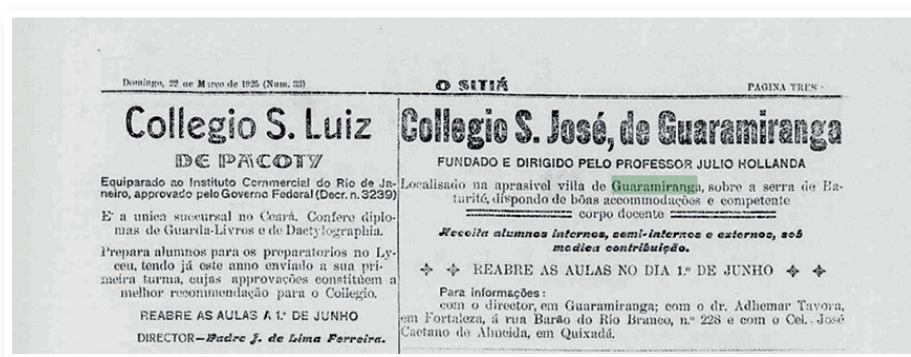 Domingo, 22 de Março de 1925 (Num. 33)
O SITIÁ
PAGINA TRES
Collegio S. Luiz
DE PACOTY
Equiparado ao Instituto Commercial do Rio de Ja-
neiro, approvado pelo Governo Federal (Decr. n. 3239)
E' a unica succursal no Ceará. Confere diplo-
mas de Guarda-Livros e de Dactylographia.
Prepara alumnos para os preparatorios no Ly-
ceu, tendo já este anno enviado a sua pri-
meira turma, cujas approvações constitúem a
melhor recommendação para o Collegio.
REABRE AS AULAS A 1.º DE JUNHO
DIRECTOR—Padre J. de Lima Ferreira.
Collegio S. José, de Guaramiranga
FUNDADO E DIRIGIDO PELO PROFESSOR JULIO HOLLANDA
Localisado na aprasivel villa de Guaramiranga, sobre a serra de Ba-
turité, dispondo de bôas accommodações e competente
corpo docente
Acceita alumnos internos, semi-internos e externos, sob
modica contribuição.
REABRE AS AULAS NO DIA 1.º DE JUNHO
Para informações:
com o director, em Guaramiranga; com o dr. Adhemar Tavora,
em Fortaleza, á rua Barão do Rio Branco, n.º 228 e com o Cel. José
Caetano de Almeida, em Quixadá.